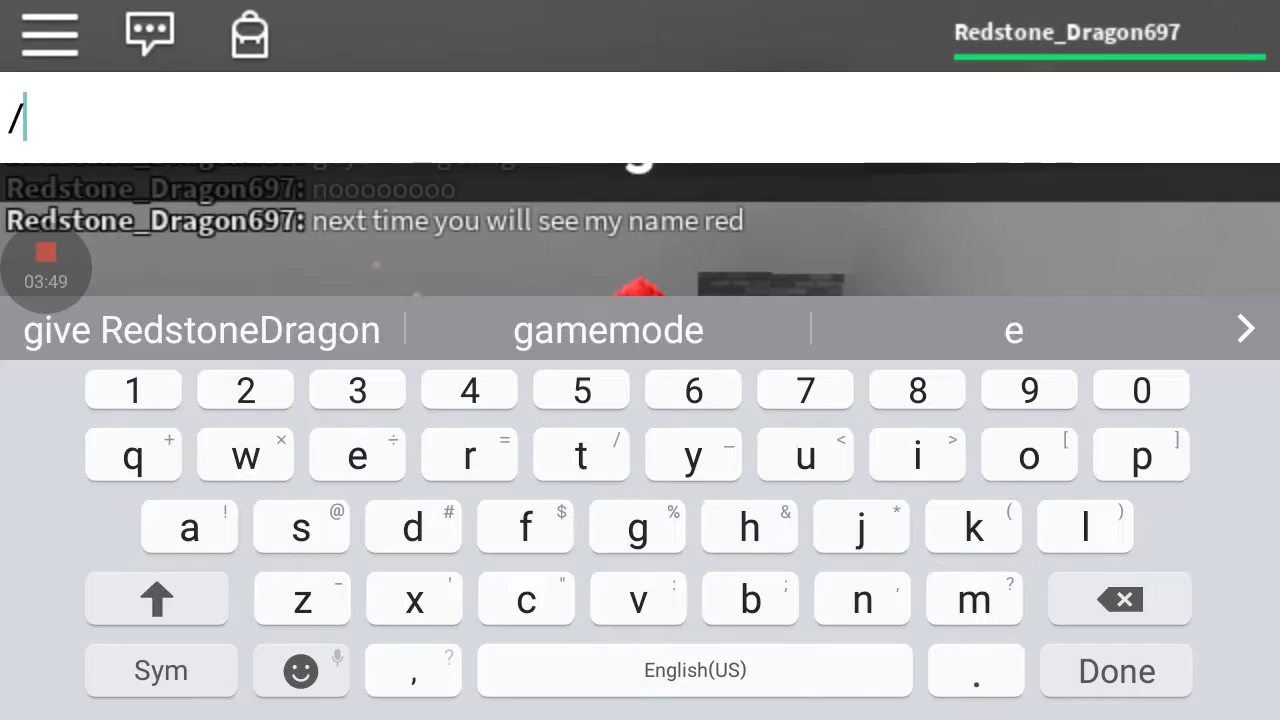 Redstone_Dragon697
/
Redstone_Dragon697: nooooooooo
Redstone_Dragon697: next time you will see my name red
03:49
give RedstoneDragon gamemode e
1 2 3 4 5 6 7 8 9 0
q + w × e ÷ r = t / y _ u < i > o [ p ]
a ! s @ d # f $ g % h & j * k ( l )
z - x ' c " v : b ; n , m ?
Sym , ? English(US) . Done